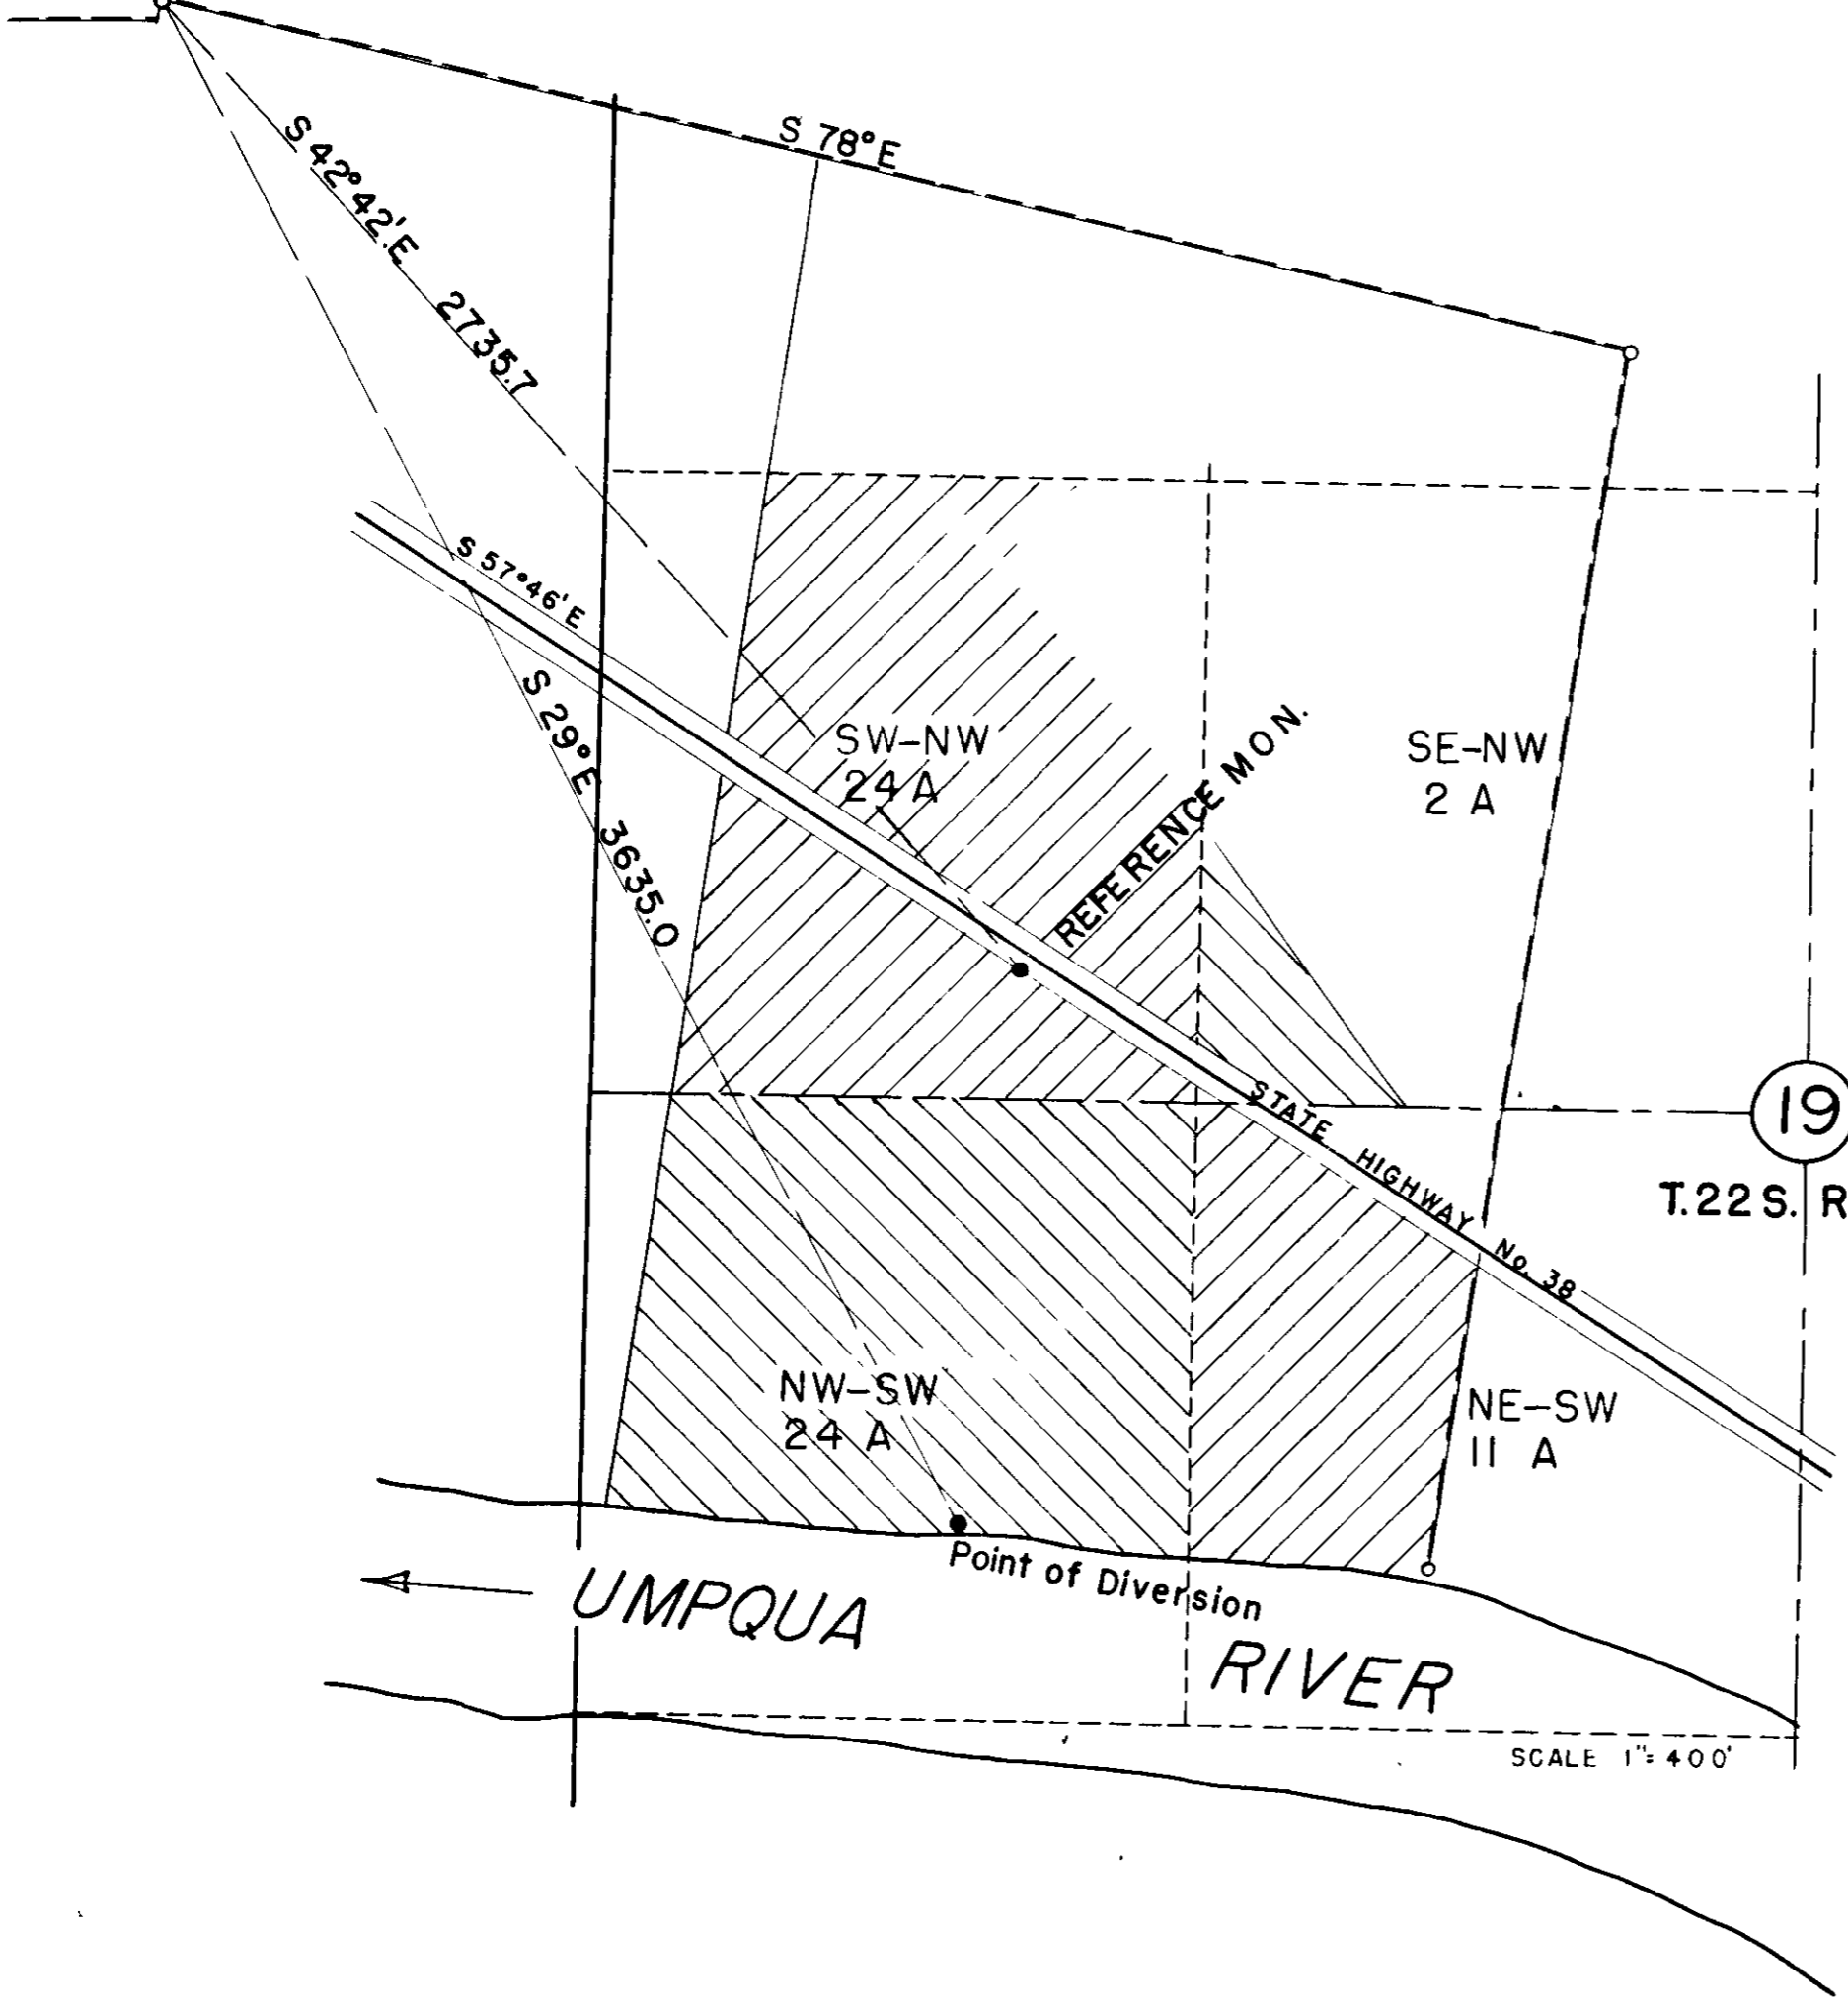 S 78°E
S 42°42'E 2735.7
S 57°46'E
S 29°E 3635.0
SW-NW
24 A
REFERENCE MON.
SE-NW
2 A
STATE HIGHWAY No. 38
19
T.22S. R
NW-SW
24 A
NE-SW
11 A
Point of Diversion
UMPQUA RIVER
SCALE 1"=400'